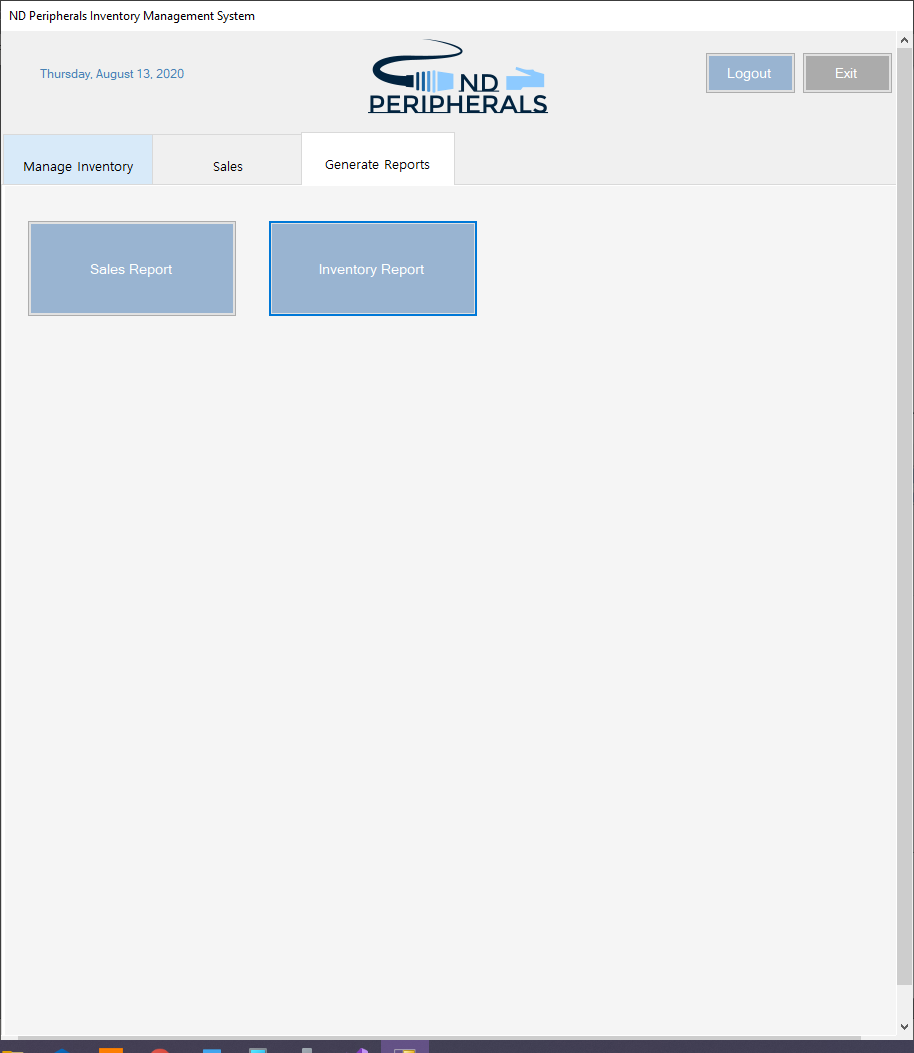 ND Peripherals Inventory Management System
Thursday, August 13, 2020
ND
PERIPHERALS
Logout
Exit
Manage Inventory
Sales
Generate Reports
Sales Report
Inventory Report